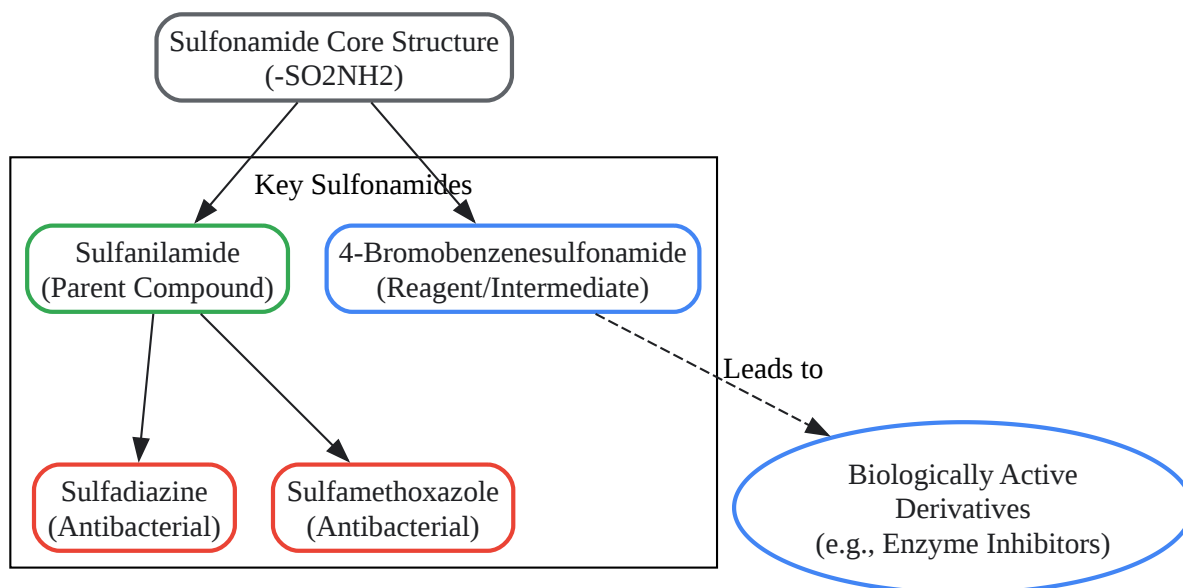 Sulfonamide Core Structure
(-SO2NH2)
Key Sulfonamides
Sulfanilamide
(Parent Compound)
4-Bromobenzenesulfonamide
(Reagent/Intermediate)
Leads to
Sulfadiazine
(Antibacterial)
Sulfamethoxazole
(Antibacterial)
Biologically Active
Derivatives
(e.g., Enzyme Inhibitors)